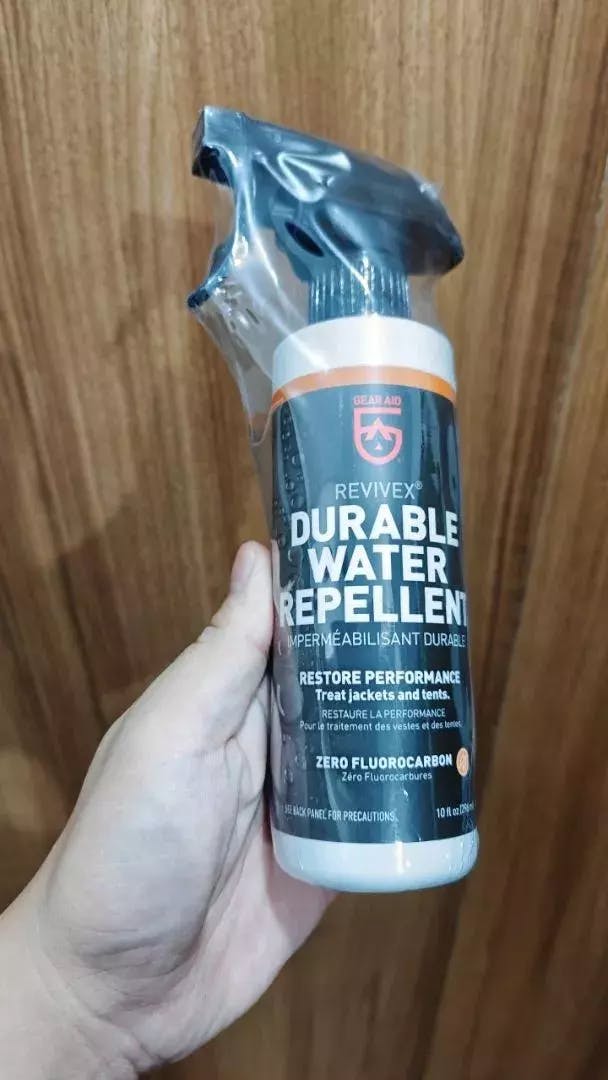 GEAR AID
REVIVEX®
DURABLE
WATER
REPELLENT
IMPERMÉABILISANT DURABLE
RESTORE PERFORMANCE
Treat jackets and tents.
RESTAURE LA PERFORMANCE
Pour le traitement des vestes et des tentes.
ZERO FLUOROCARBON
Zéro Fluorocarbures
SEE BACK PANEL FOR PRECAUTIONS.
10 fl oz